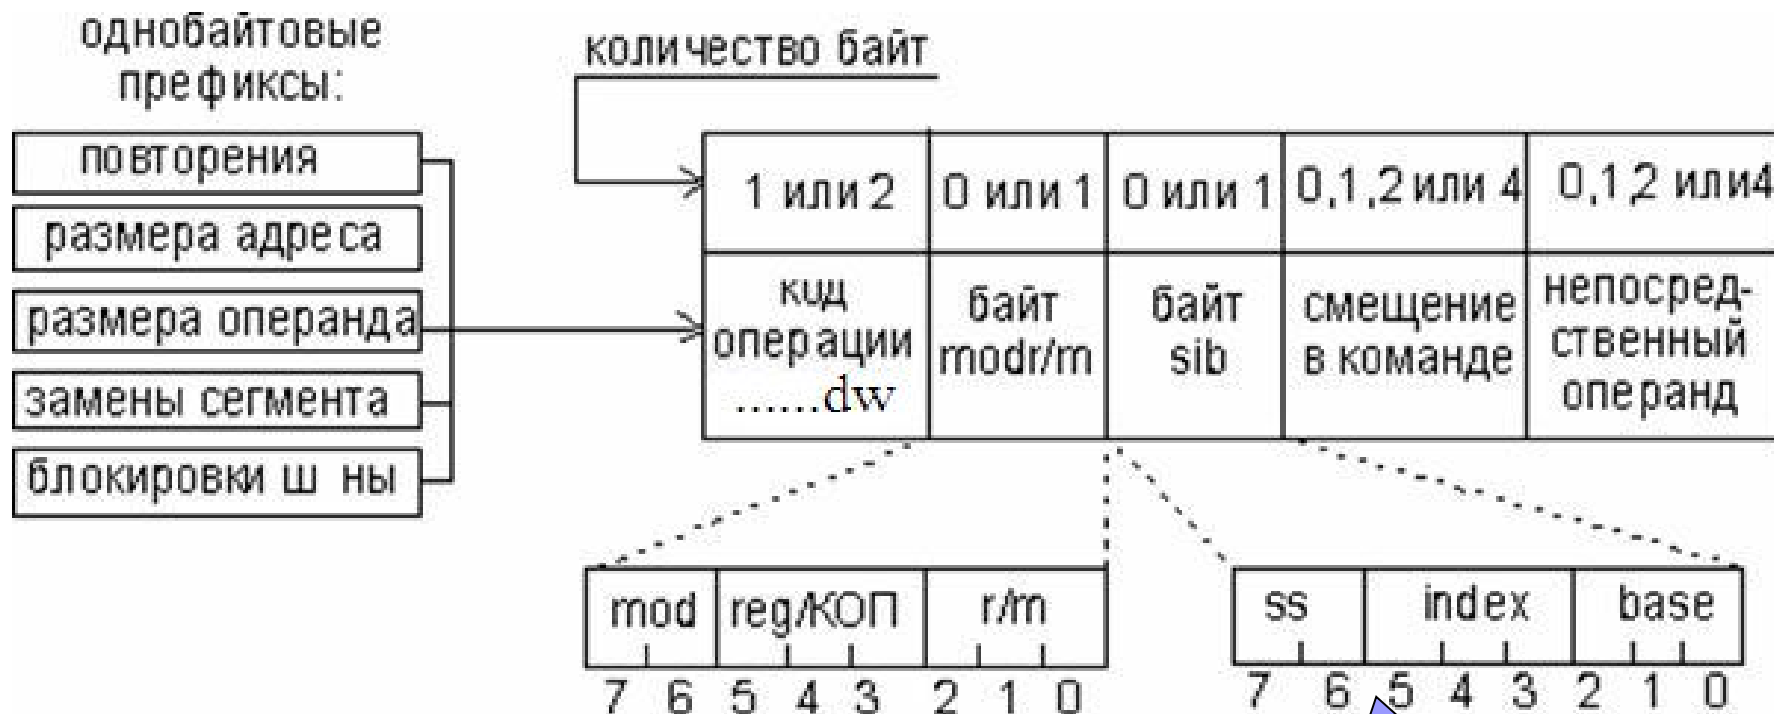 однобайтовые
префиксы:
повторения
размера адреса
размера операнда
замены сегмента
блокировки ш ны
количество байт
1 или 2
0 или 1
0 или 1
0,1,2 или 4
0,1,2 или4
код
операции
......dw
байт
modr/m
байт
sib
смещение
в команде
непосред-
ственный
операнд
mod
reg/КОП
r/m
7 6 5 4 3 2 1 0
ss
index
base
7 6 5 4 3 2 1 0